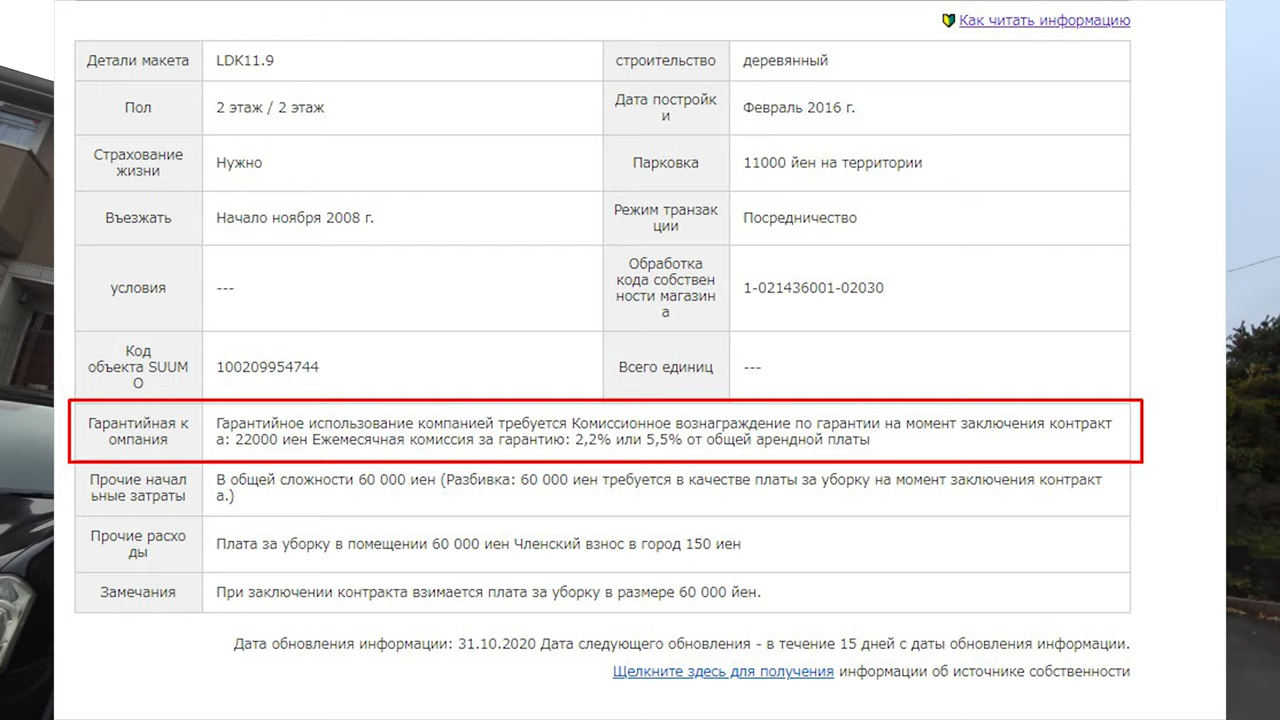 Как читать информацию
Детали макета
LDK11.9
строительство
деревянный
Пол
2 этаж / 2 этаж
Дата постройк
и
Февраль 2016 г.
Страхование
жизни
Нужно
Парковка
11000 йен на территории
Въезжать
Начало ноября 2008 г.
Режим транзак
ции
Посредничество
условия
---
Обработка
кода собствен
ности магазин
а
1-021436001-02030
Код
объекта SUUM
O
100209954744
Всего единиц
---
Гарантийная к
омпания
Гарантийное использование компанией требуется Комиссионное вознаграждение по гарантии на момент заключения контракт
а: 22000 иен Ежемесячная комиссия за гарантию: 2,2% или 5,5% от общей арендной платы
Прочие начал
ьные затраты
В общей сложности 60 000 иен (Разбивка: 60 000 иен требуется в качестве платы за уборку на момент заключения контракт
а.)
Прочие расхо
ды
Плата за уборку в помещении 60 000 иен Членский взнос в город 150 иен
Замечания
При заключении контракта взимается плата за уборку в размере 60 000 йен.
Дата обновления информации: 31.10.2020 Дата следующего обновления - в течение 15 дней с даты обновления информации.
Щелкните здесь для получения информации об источнике собственности